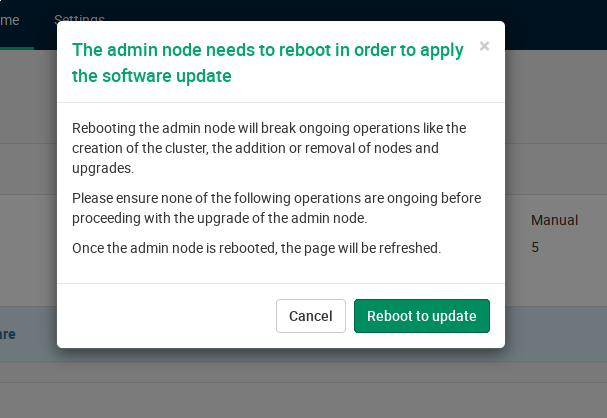 me Settings
The admin node needs to reboot in order to apply
the software update
×
Rebooting the admin node will break ongoing operations like the
creation of the cluster, the addition or removal of nodes and
upgrades.
Please ensure none of the following operations are ongoing before
proceeding with the upgrade of the admin node.
Once the admin node is rebooted, the page will be refreshed.
Manual
5
Cancel
Reboot to update
are